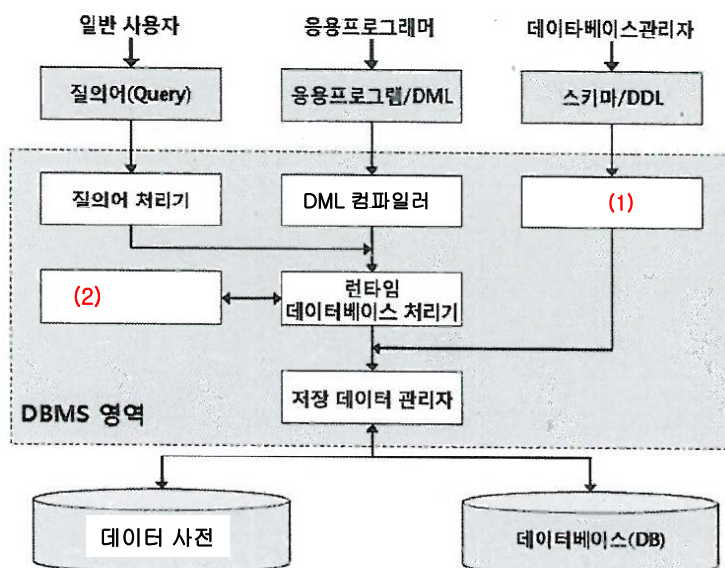 일반 사용자
응용프로그래머
데이타베이스관리자
질의어(Query)
응용프로그램/DML
스키마/DDL
질의어 처리기
DML 컴파일러
(1)
(2)
런타임
데이터베이스 처리기
저장 데이터 관리자
DBMS 영역
데이터 사전
데이터베이스(DB)